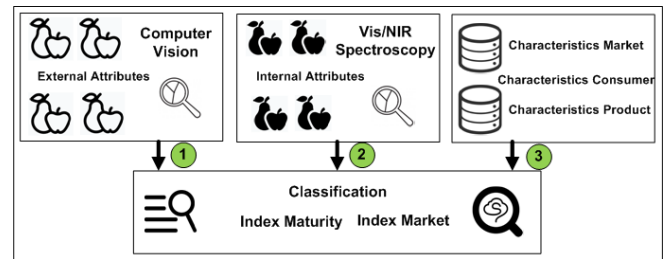 Computer
Vision
External Attributes
Vis/NIR
Spectroscopy
Internal Attributes
Characteristics Market
Characteristics Consumer
Characteristics Product
1
2
3
Classification
Index Maturity Index Market